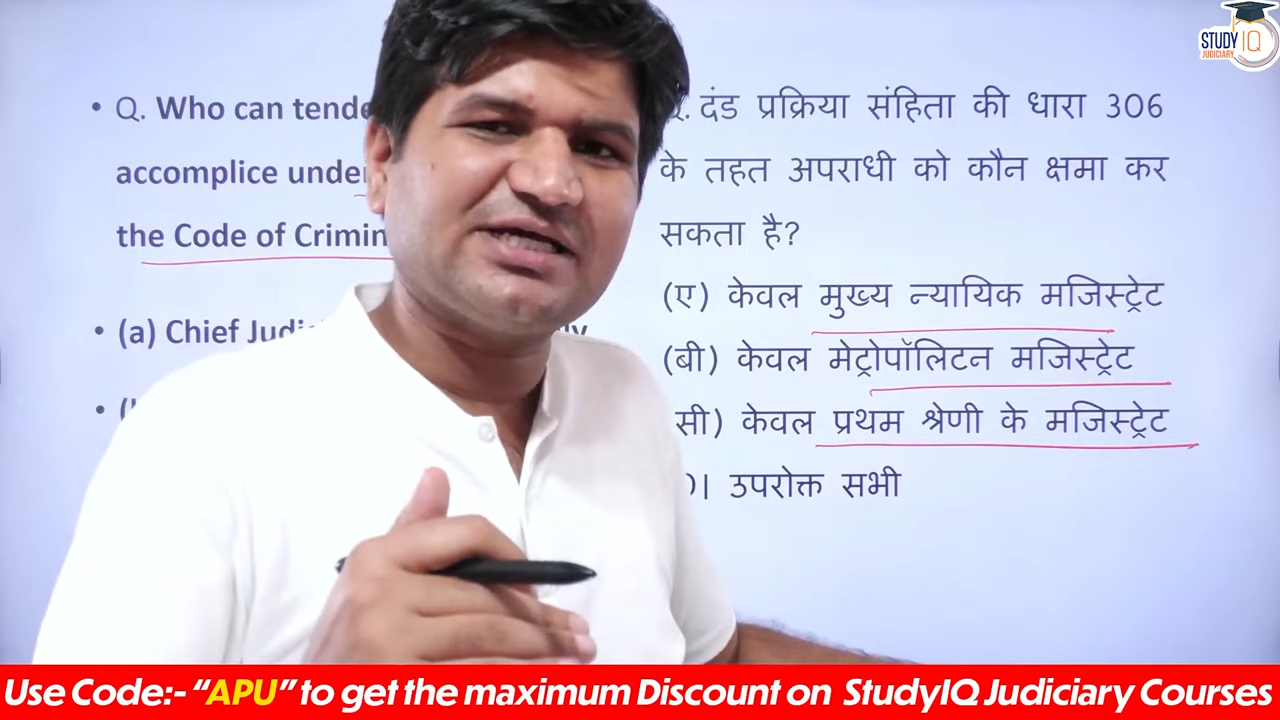 STUDY IQ
JUDICIARY
• Q. Who can tende
accomplice under
the Code of Crimin
• (a) Chief Judi
•
दंड प्रक्रिया संहिता की धारा 306
के तहत अपराधी को कौन क्षमा कर
सकता है?
(ए) केवल मुख्य न्यायिक मजिस्ट्रेट
(बी) केवल मेट्रोपॉलिटन मजिस्ट्रेट
सी) केवल प्रथम श्रेणी के मजिस्ट्रेट
)। उपरोक्त सभी
Use Code:- “APU” to get the maximum Discount on StudyIQ Judiciary Courses